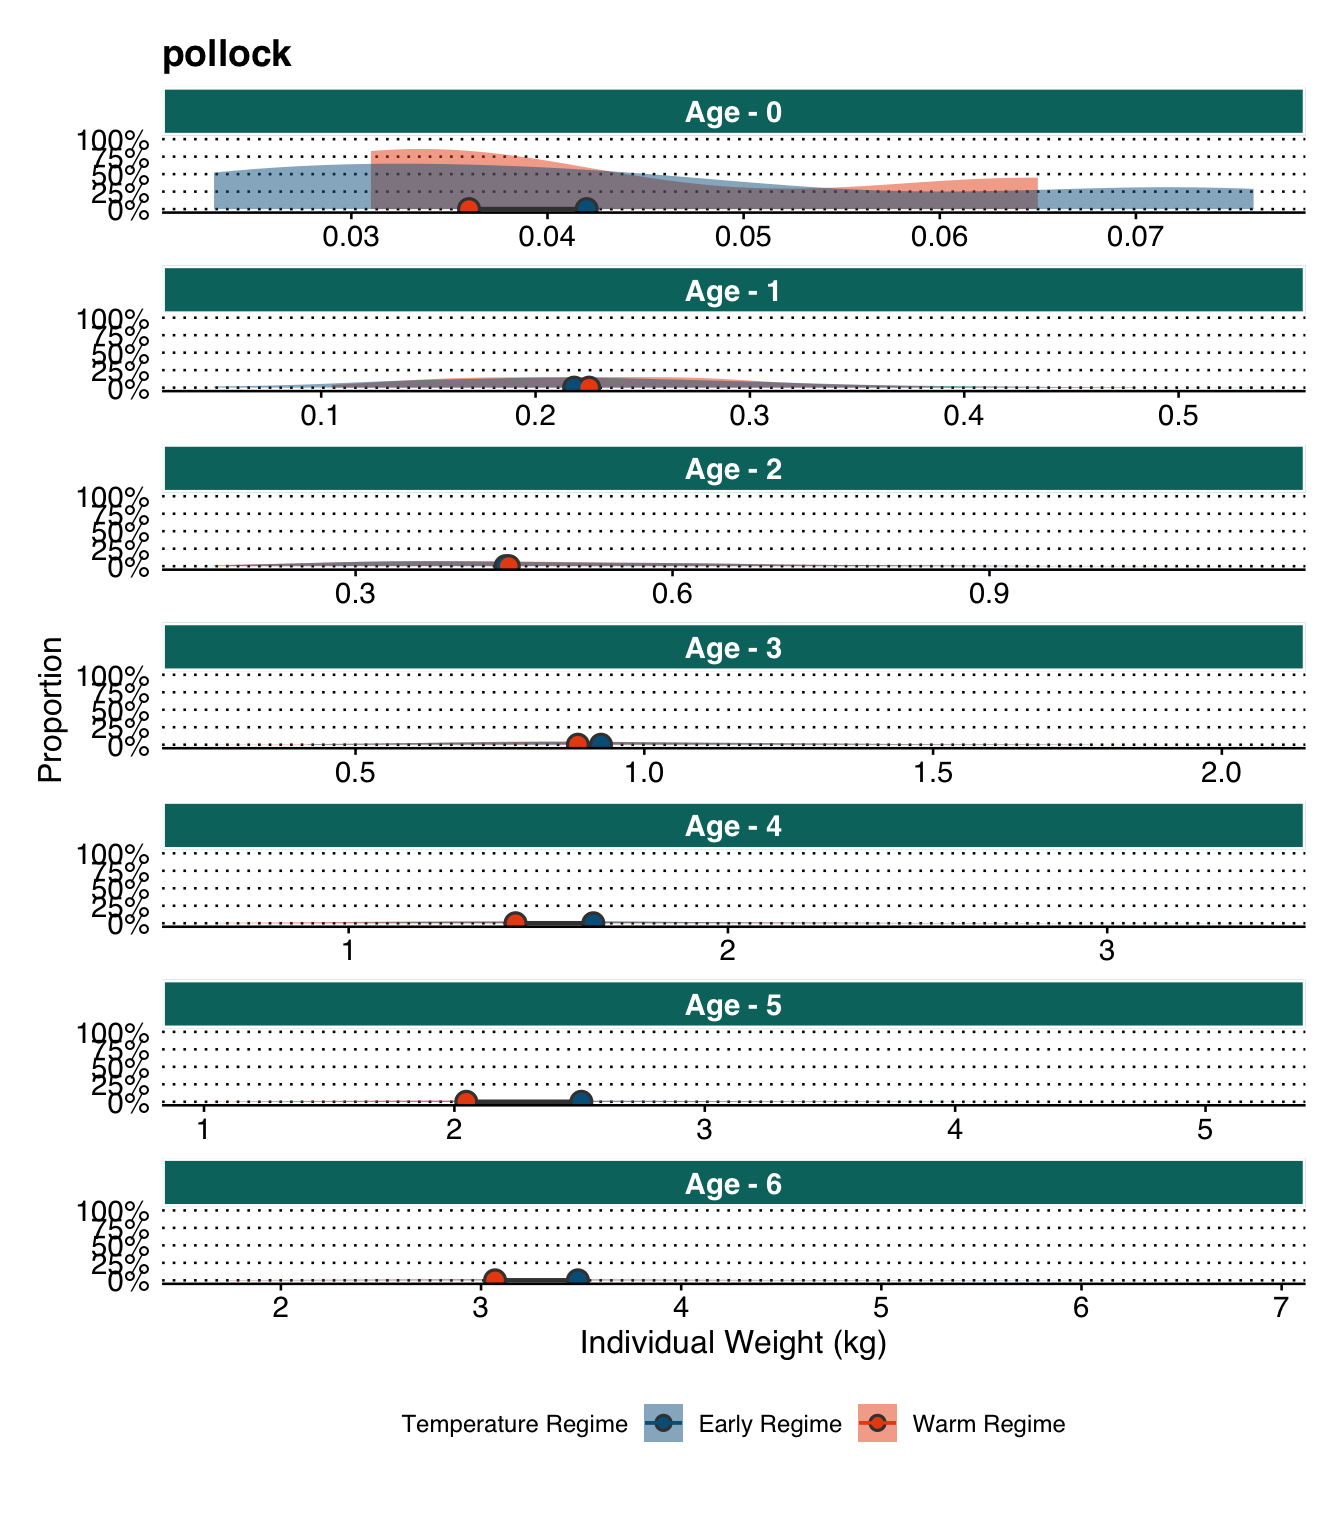 pollock
Age - 0
100%
75%
50%
25%
0%
0.03 0.04 0.05 0.06 0.07
Age - 1
100%
75%
50%
25%
0%
0.1 0.2 0.3 0.4 0.5
Age - 2
100%
75%
50%
25%
0%
0.3 0.6 0.9
Age - 3
100%
75%
50%
25%
0%
0.5 1.0 1.5 2.0
Proportion
Age - 4
100%
75%
50%
25%
0%
1 2 3
Age - 5
100%
75%
50%
25%
0%
1 2 3 4 5
Age - 6
100%
75%
50%
25%
0%
2 3 4 5 6 7
Individual Weight (kg)
Temperature Regime Early Regime Warm Regime